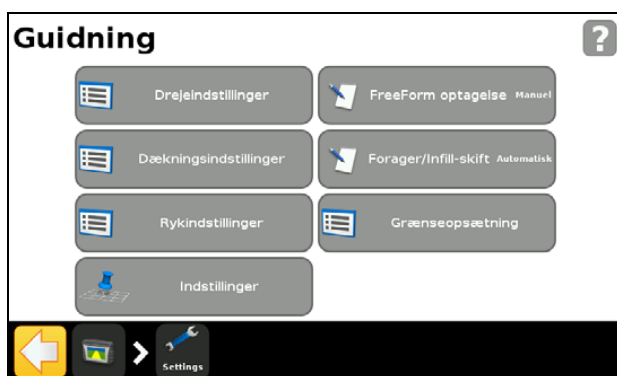 Guidning
?
Drejeindstillinger
FreeForm optagelse Manuel
Dækningsindstillinger
Forager/Infill-skift Automatisk
Rykindstillinger
Grænseopsætning
Indstillinger
Settings